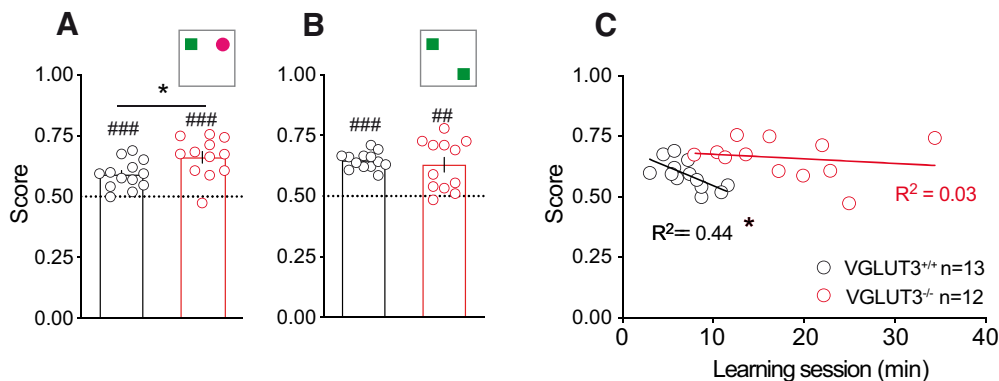 A
B
C
Score
1.00
0.75
0.50
0.25
0.00
###
*
###
1.00
0.75
0.50
0.25
0.00
###
##
Score
1.00
0.75
0.50
0.25
0.00
R² = 0.03
R² = 0.44 *
VGLUT3+/+ n=13
VGLUT3-/- n=12
0 10 20 30 40
Learning session (min)